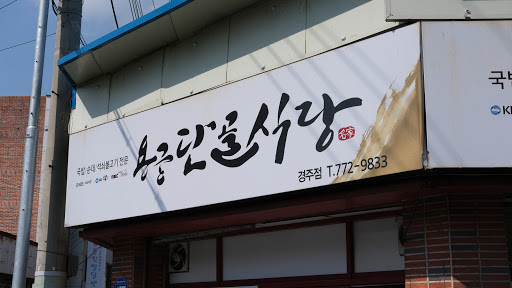 국밥·순대·석쇠불고기 전문
용궁단골식당
경주점 T.772-9833
국밥